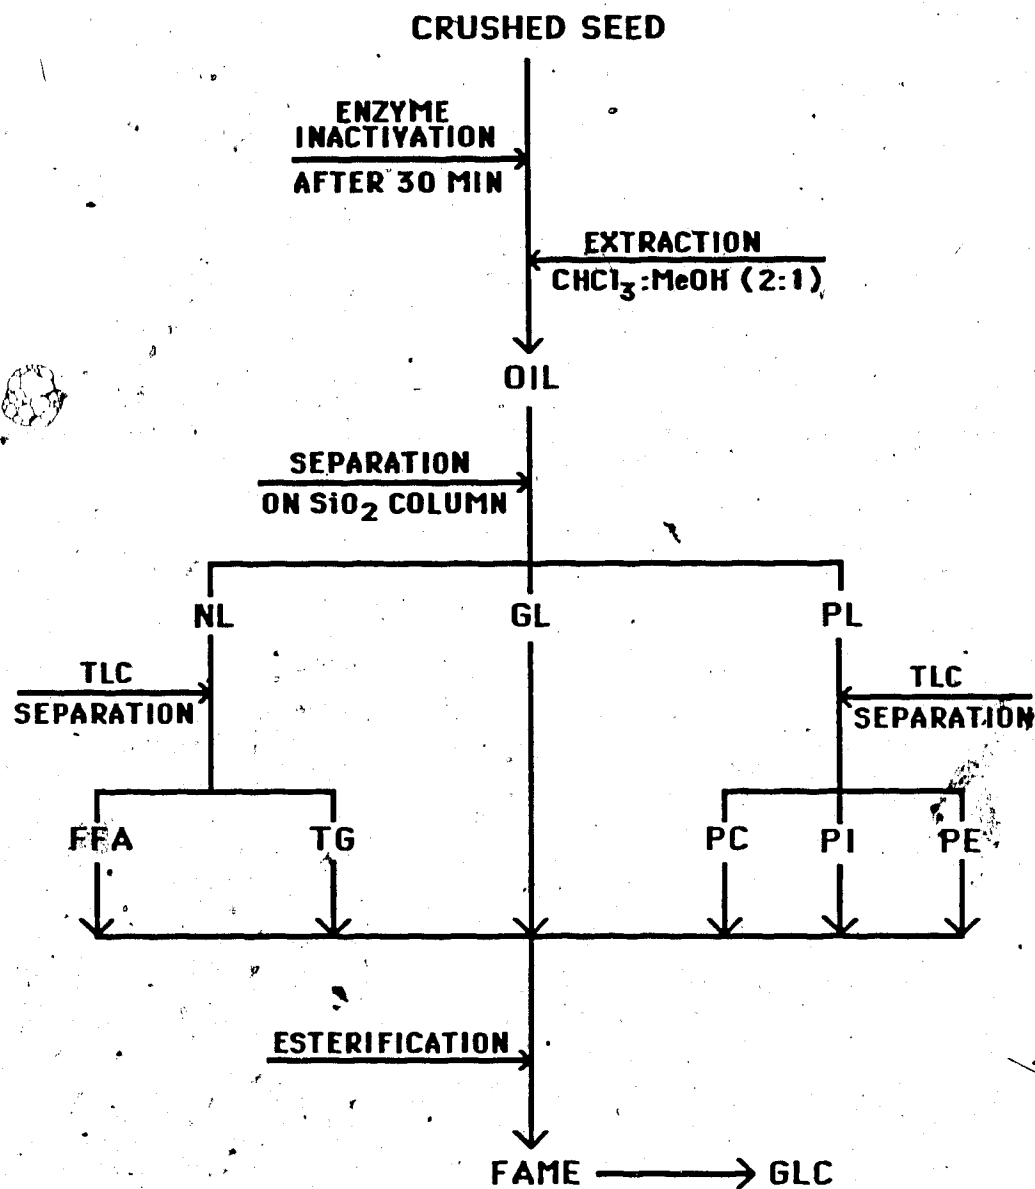 CRUSHED SEED
ENZYME
INACTIVATION
AFTER 30 MIN
EXTRACTION
CHCl₃:MeOH (2:1)
OIL
SEPARATION
ON SiO₂ COLUMN
NL GL PL
TLC
SEPARATION
TLC
SEPARATION
FFA TG PC PI PE
ESTERIFICATION
FAME GLC